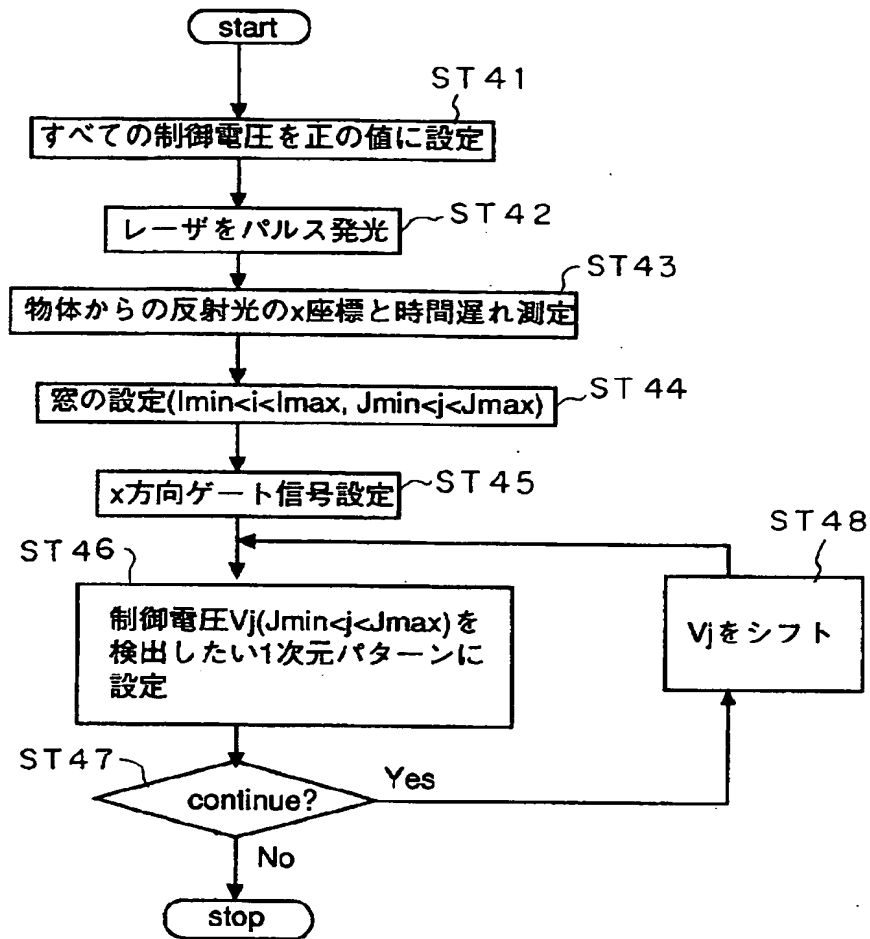 start
ST41
すべての制御電圧を正の値に設定
レーザをパルス発光
ST42
ST43
物体からの反射光のx座標と時間遅れ測定
ST44
窓の設定(Imin<i<Imax, Jmin<j<Jmax)
x方向ゲート信号設定
ST45
ST46
制御電圧Vj(Jmin<j<Jmax)を
検出したい1次元パターンに
設定
ST48
Vjをシフト
ST47
continue?
Yes
No
stop